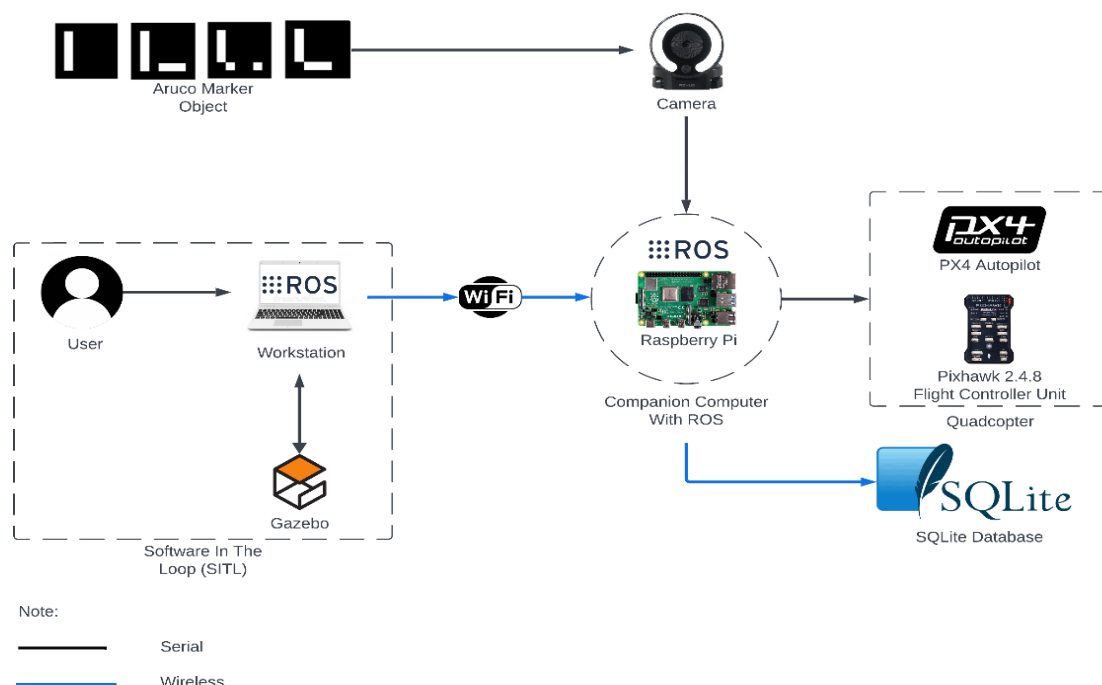 Aruco Marker
Object
Camera
ROS
PX4
autopilot
PX4 Autopilot
Raspberry Pi
Pixhawk 2.4.8
Flight Controller Unit
Quadcopter
Companion Computer
With ROS
User
ROS
Workstation
Wi Fi
Gazebo
Software In The
Loop (SITL)
SQLite
SQLite Database
Note:
Serial
Wireless